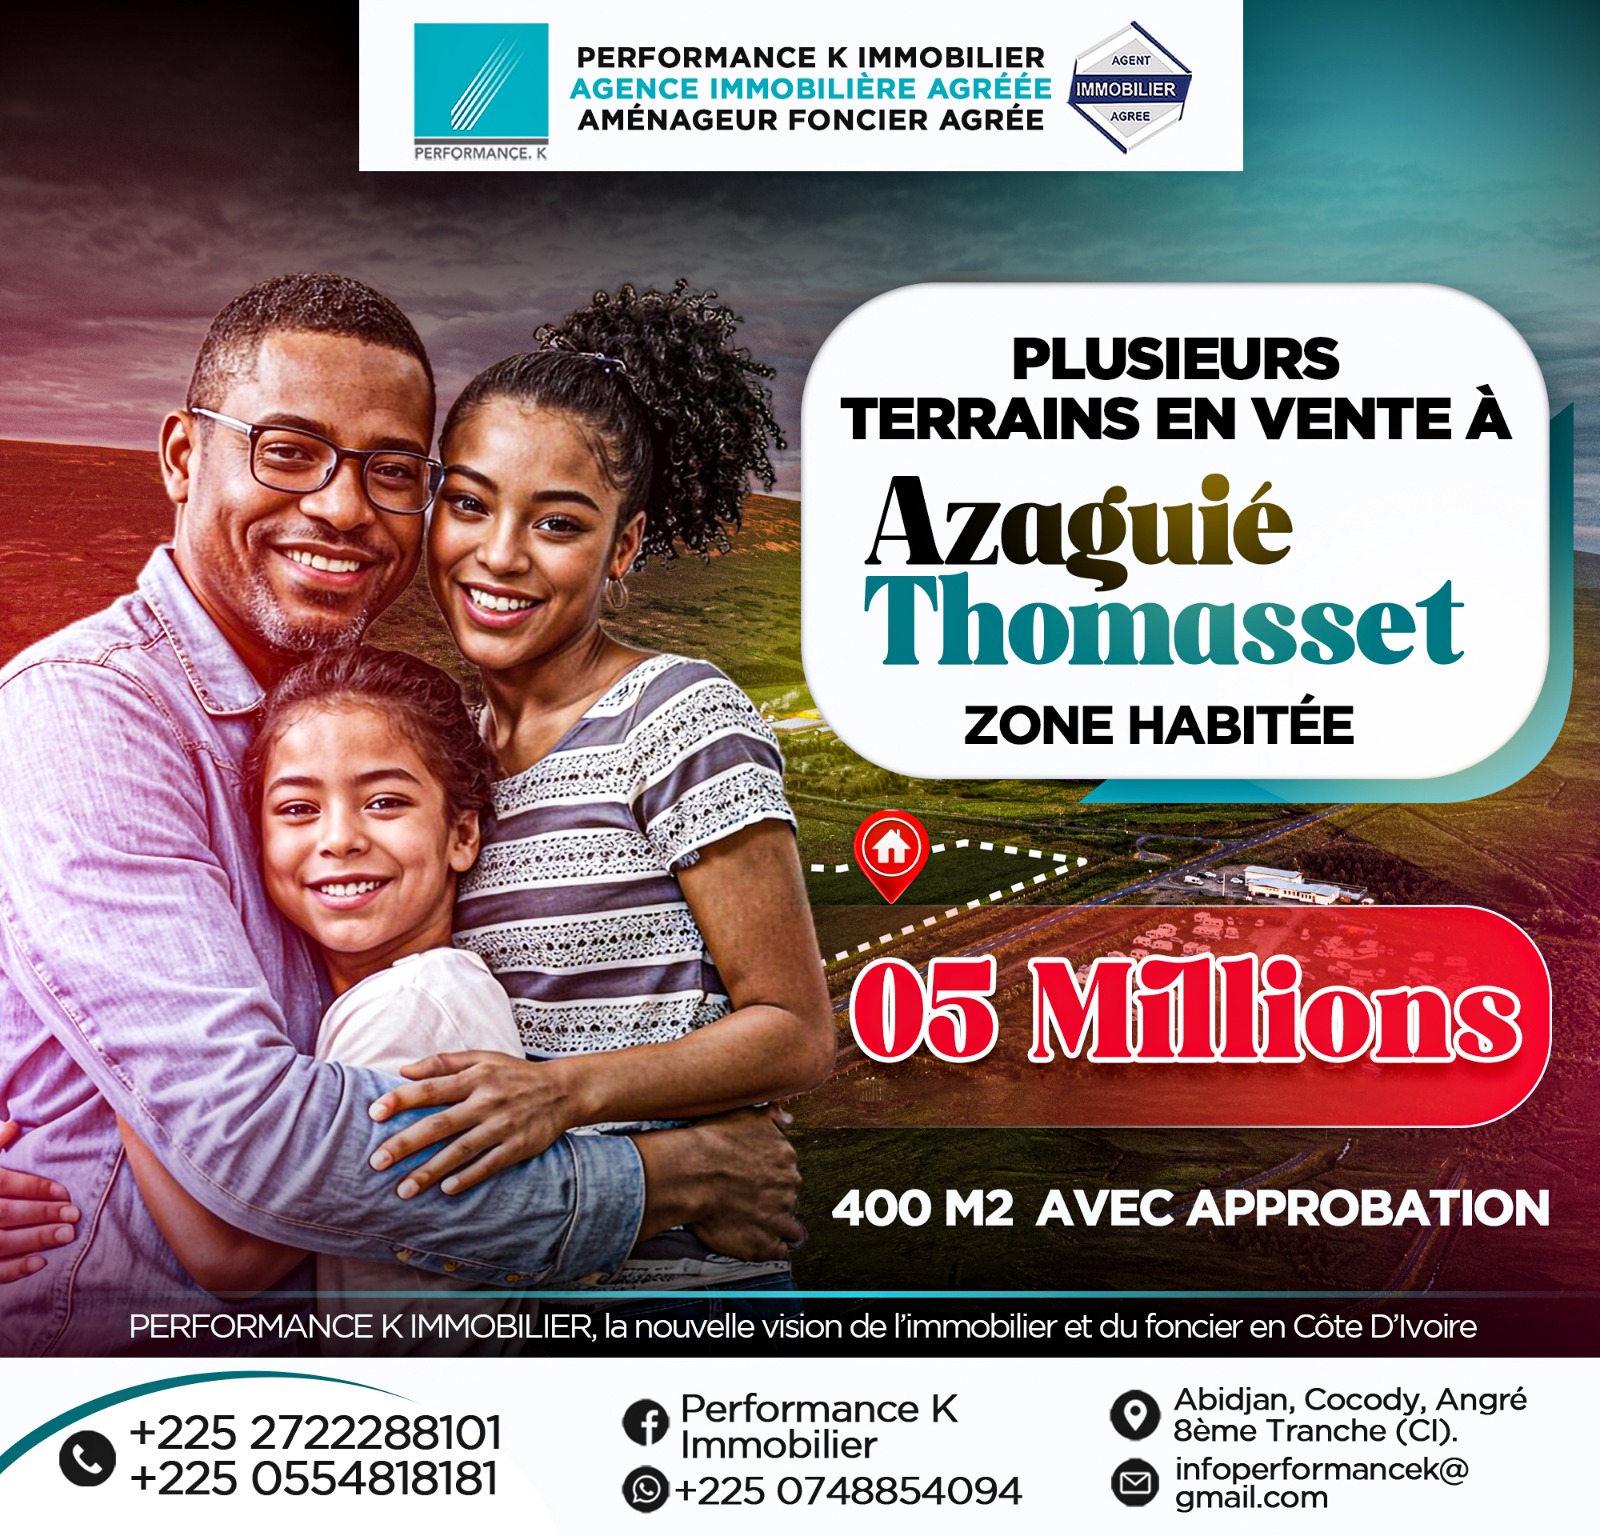 PERFORMANCE. K
PERFORMANCE K IMMOBILIER
AGENCE IMMOBILIÈRE AGRÉÉE
AMÉNAGEUR FONCIER AGRÉE
AGENT
IMMOBILIER
AGREE
PLUSIEURS
TERRAINS EN VENTE À
Azaguié
Thomasset
ZONE HABITÉE
05 Millions
400 M2 AVEC APPROBATION
PERFORMANCE K IMMOBILIER, la nouvelle vision de l'immobilier et du foncier en Côte D'Ivoire
+225 2722288101
+225 0554818181
Performance K
Immobilier
+225 0748854094
Abidjan, Cocody, Angré
8ème Tranche (CI).
infoperformancek@
gmail.com